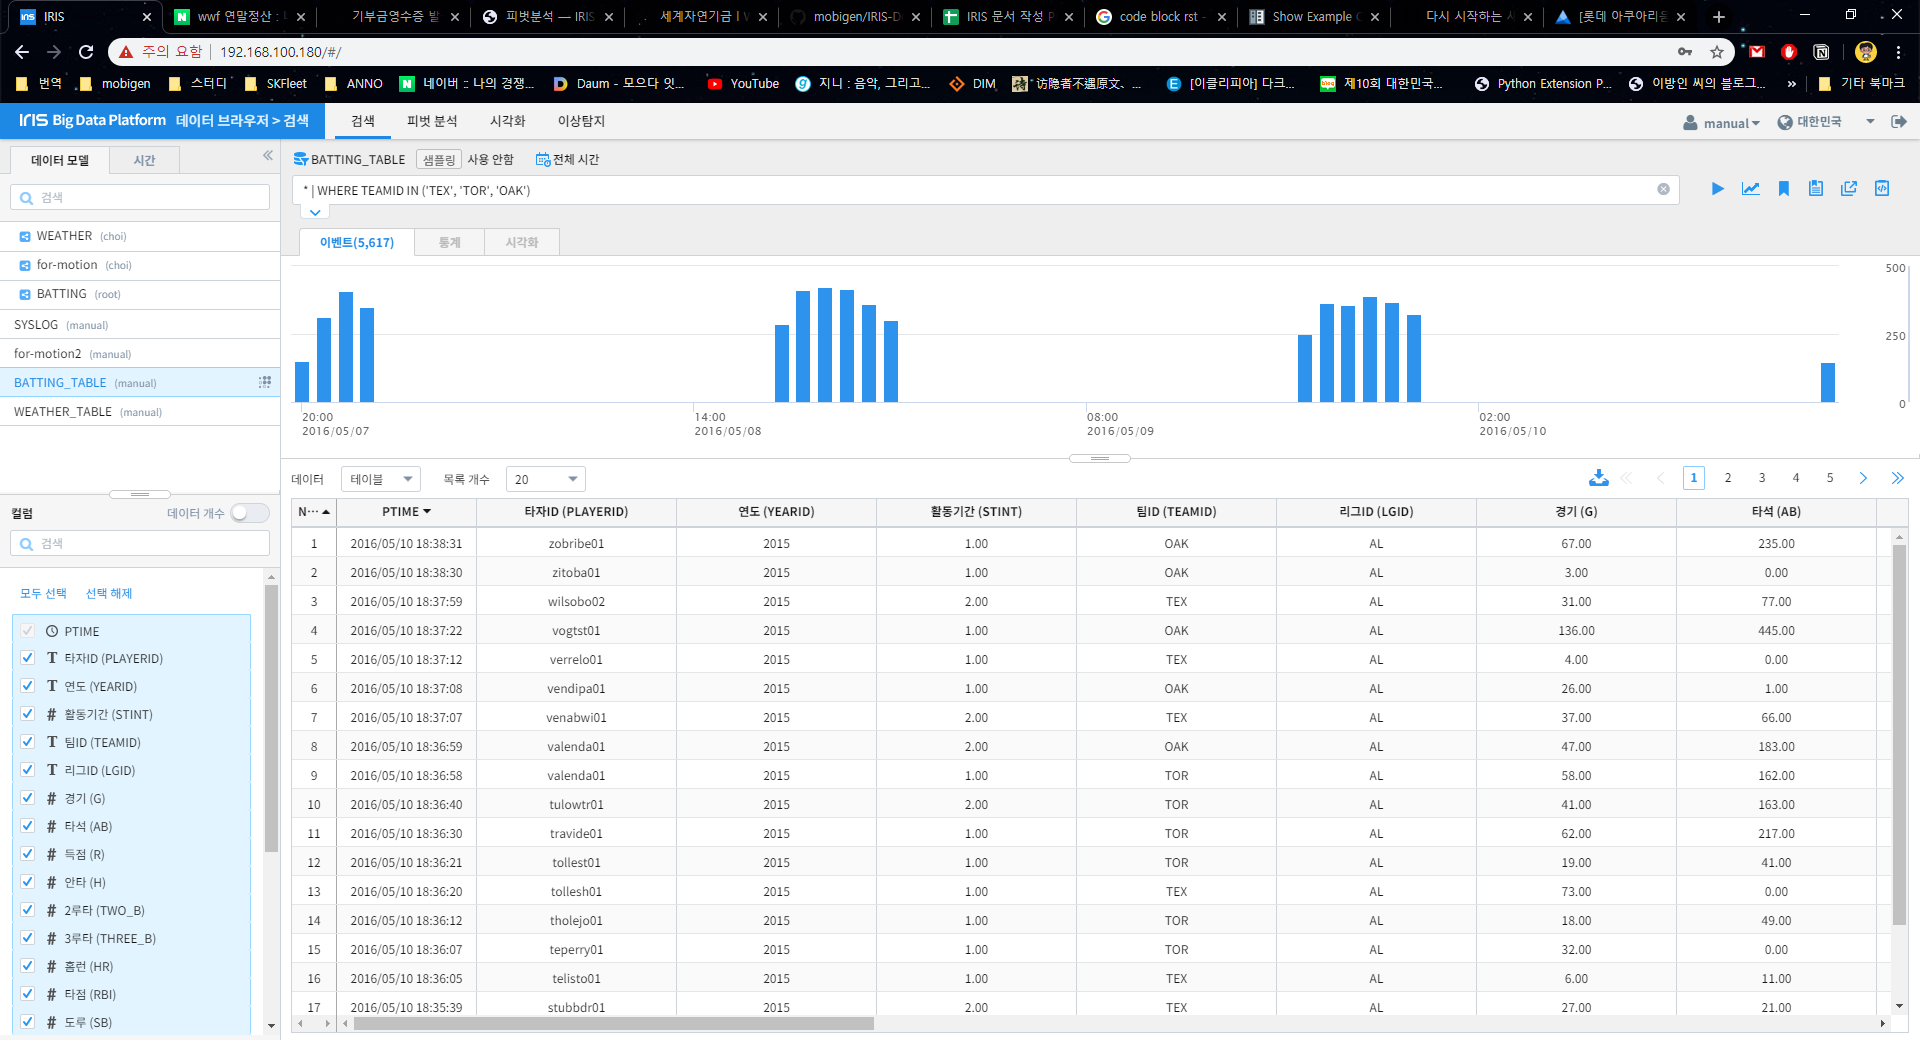 IRIS
wwf 연말정산 :
기부금영수증 발
피벗분석 — IRIS
세계자연기금 | V
mobigen/IRIS-D
IRIS 문서 작성 P
code block rst -
Show Example C
다시 시작하는 서
[롯데 아쿠아리움
주의 요함 | 192.168.100.180/#/
번역
mobigen
스터디
SKFleet
ANNO
네이버 :: 나의 경쟁...
Daum - 모으다 잇...
YouTube
지니 : 음악, 그리고...
DIM
访隐者不遇原文、...
[이클리피아] 다크...
제10회 대한민국...
Python Extension P...
이방인 씨의 블로그...
»
기타 북마크
IRIS Big Data Platform 데이터 브라우저 > 검색
검색 피벗 분석 시각화 이상탐지
manual 대한민국
데이터 모델 시간
검색
WEATHER (choi)
for-motion (choi)
BATTING (root)
SYSLOG (manual)
for-motion2 (manual)
BATTING_TABLE (manual)
WEATHER_TABLE (manual)
컬럼 데이터 개수
검색
모두 선택 선택 해제
PTIME
T 타자ID (PLAYERID)
T 연도 (YEARID)
# 활동기간 (STINT)
T 팀ID (TEAMID)
T 리그ID (LGID)
# 경기 (G)
# 타석 (AB)
# 득점 (R)
# 안타 (H)
# 2루타 (TWO_B)
# 3루타 (THREE_B)
# 홈런 (HR)
# 타점 (RBI)
# 도루 (SB)
BATTING_TABLE 샘플링 사용 안함 전체 시간
* | WHERE TEAMID IN ('TEX', 'TOR', 'OAK')
이벤트(5,617) 통계 시각화
500
250
0
20:00 14:00 08:00 02:00
2016/05/07 2016/05/08 2016/05/09 2016/05/10
데이터 테이블 목록 개수 20
1 2 3 4 5
N··· PTIME 타자ID (PLAYERID) 연도 (YEARID) 활동기간 (STINT) 팀ID (TEAMID) 리그ID (LGID) 경기 (G) 타석 (AB)
1 2016/05/10 18:38:31 zobribe01 2015 1.00 OAK AL 67.00 235.00
2 2016/05/10 18:38:30 zitoba01 2015 1.00 OAK AL 3.00 0.00
3 2016/05/10 18:37:59 wilsobo02 2015 2.00 TEX AL 31.00 77.00
4 2016/05/10 18:37:22 vogtst01 2015 1.00 OAK AL 136.00 445.00
5 2016/05/10 18:37:12 verrelo01 2015 1.00 TEX AL 4.00 0.00
6 2016/05/10 18:37:08 vendipa01 2015 1.00 OAK AL 26.00 1.00
7 2016/05/10 18:37:07 venabwi01 2015 2.00 TEX AL 37.00 66.00
8 2016/05/10 18:36:59 valenda01 2015 2.00 OAK AL 47.00 183.00
9 2016/05/10 18:36:58 valenda01 2015 1.00 TOR AL 58.00 162.00
10 2016/05/10 18:36:40 tulowtr01 2015 2.00 TOR AL 41.00 163.00
11 2016/05/10 18:36:30 travide01 2015 1.00 TOR AL 62.00 217.00
12 2016/05/10 18:36:21 tollest01 2015 1.00 TOR AL 19.00 41.00
13 2016/05/10 18:36:20 tollesh01 2015 1.00 TEX AL 73.00 0.00
14 2016/05/10 18:36:12 tholejo01 2015 1.00 TOR AL 18.00 49.00
15 2016/05/10 18:36:07 teperry01 2015 1.00 TOR AL 32.00 0.00
16 2016/05/10 18:36:05 telisto01 2015 1.00 TEX AL 6.00 11.00
17 2016/05/10 18:35:39 stubbdr01 2015 2.00 TEX AL 27.00 21.00